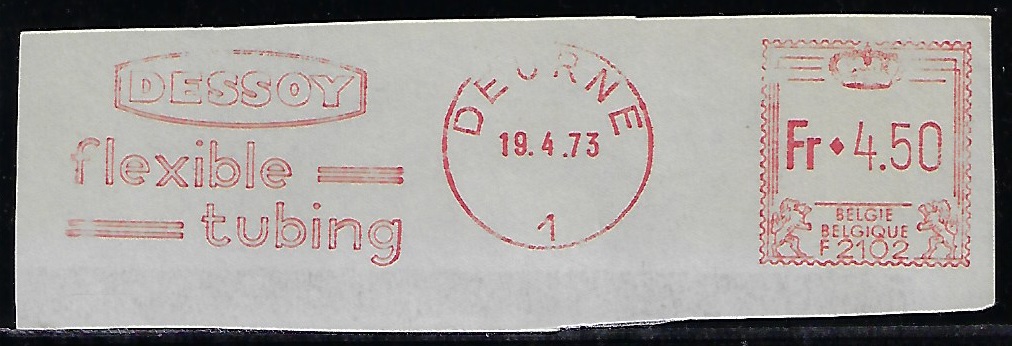 DESSOY
flexible
tubing
DEURNE
19.4.73
1
Fr • 4.50
BELGIE
BELGIQUE
F 2102